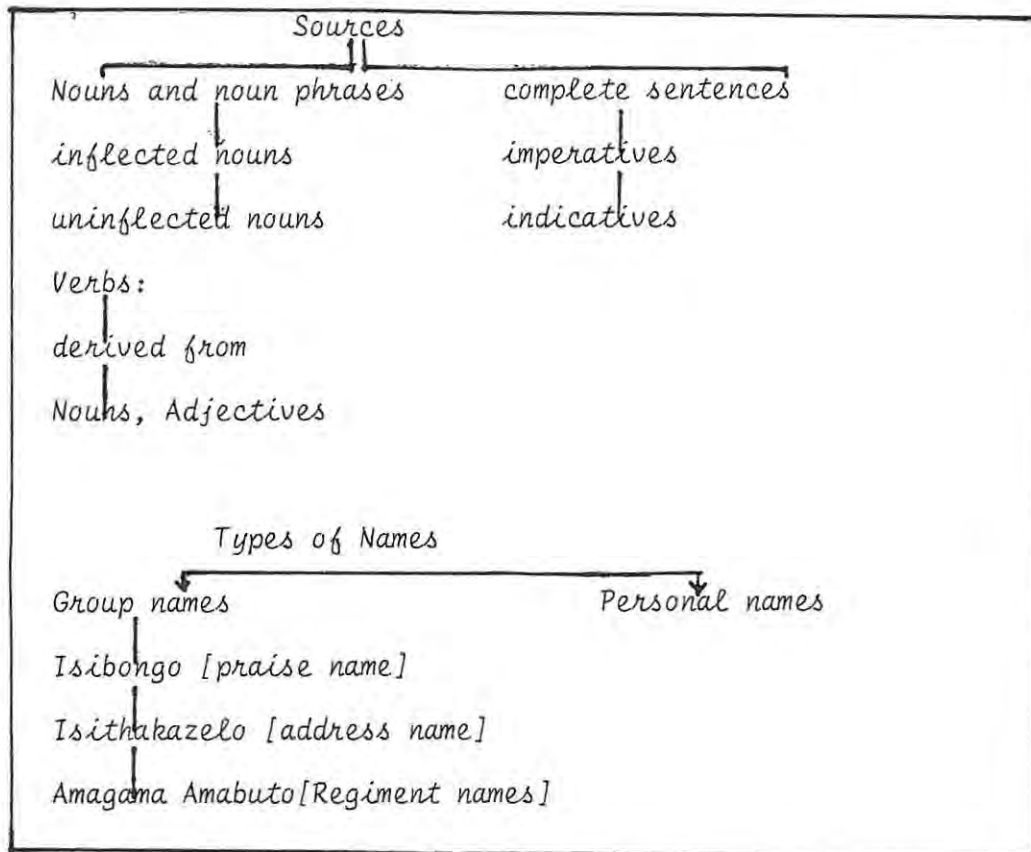 Sources
Nouns and noun phrases complete sentences
inflected nouns imperatives
uninflected nouns indicatives
Verbs:
derived from
Nouns, Adjectives
Types of Names
Group names Personal names
Isibongo [praise name]
Isithakazelo [address name]
Amagama Amabuto[Regiment names]